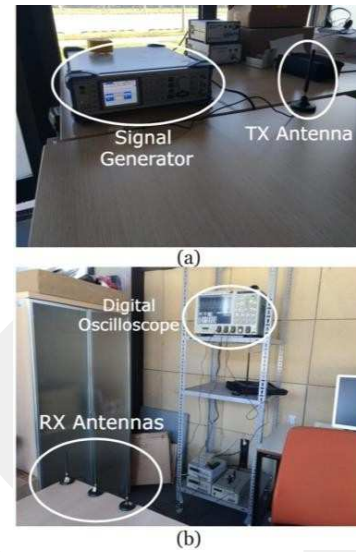 Signal
Generator
TX Antenna
(a)
Digital
Oscilloscope
RX Antennas
(b)